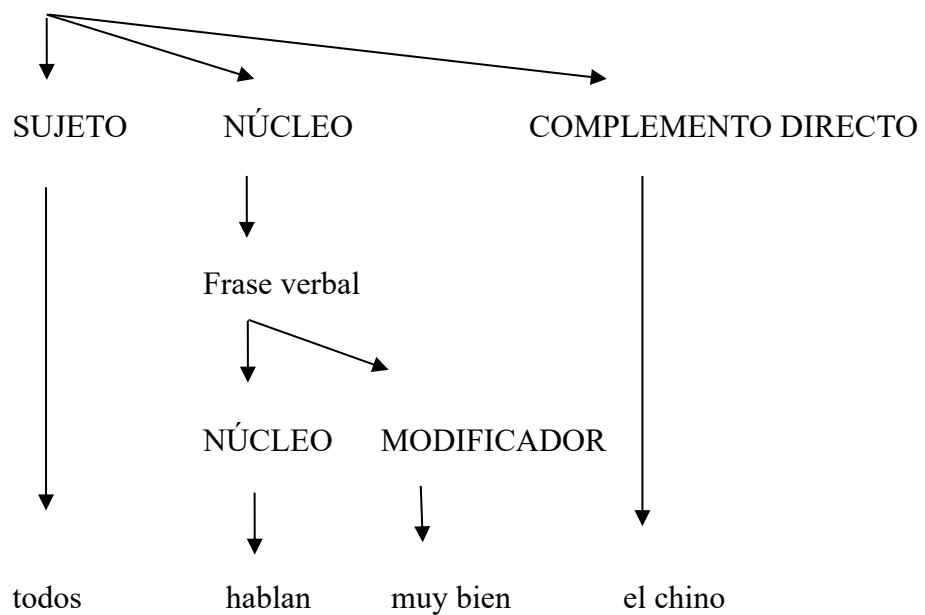 SUJETO NÚCLEO COMPLEMENTO DIRECTO
Frase verbal
NÚCLEO MODIFICADOR
todos hablan muy bien el chino